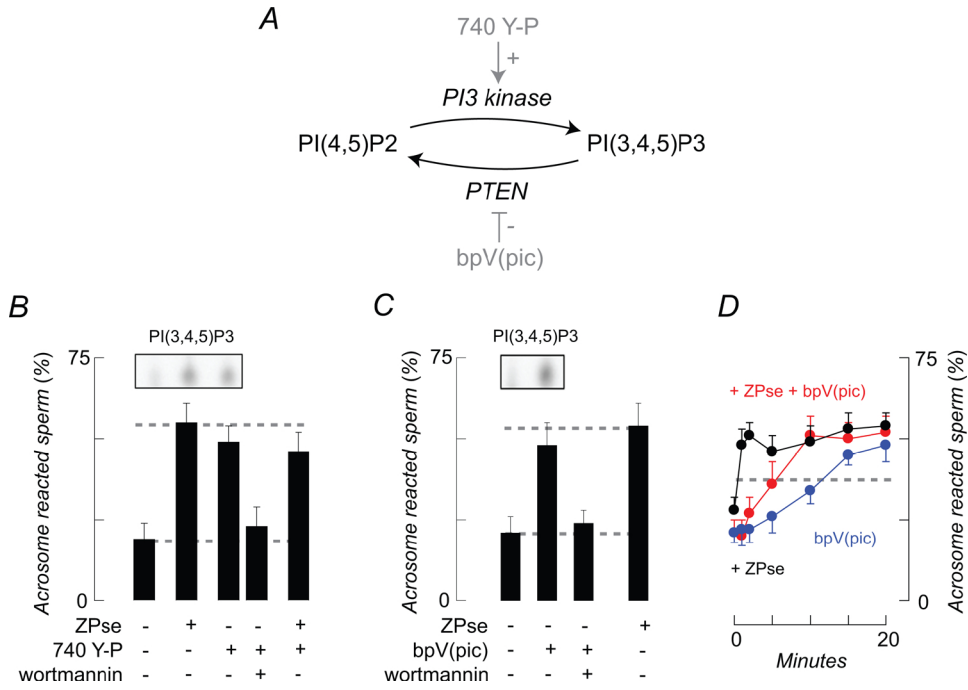 A
740 Y-P
+
PI3 kinase
PI(4,5)P2 PI(3,4,5)P3
PTEN
-
bpV(pic)
B
PI(3,4,5)P3
75
Acrosome reacted sperm (%)
0
ZPse - + - - +
740 Y-P - - + + +
wortmannin - - - + -
C
PI(3,4,5)P3
75
Acrosome reacted sperm (%)
0
ZPse - - - +
bpV(pic) - + + -
wortmannin - - + -
D
75
+ ZPse + bpV(pic)
bpV(pic)
+ ZPse
Acrosome reacted sperm (%)
0
0 20
Minutes